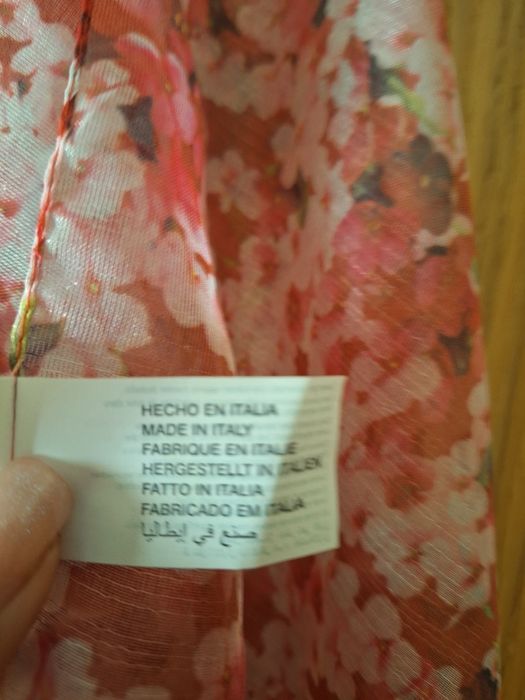 HECHO EN ITALIA
MADE IN ITALY
FABRIQUE EN ITALIE
HERGESTELLT IN ITALIEN
FATTO IN ITALIA
FABRICADO EM ITALIA
صنع في إيطاليا